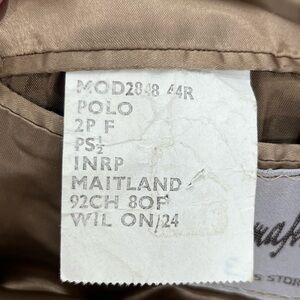 MOD2848 44R
POLO
2P F
PS½
INRP
MAITLAND
92CH 8OF
WIL ON/24